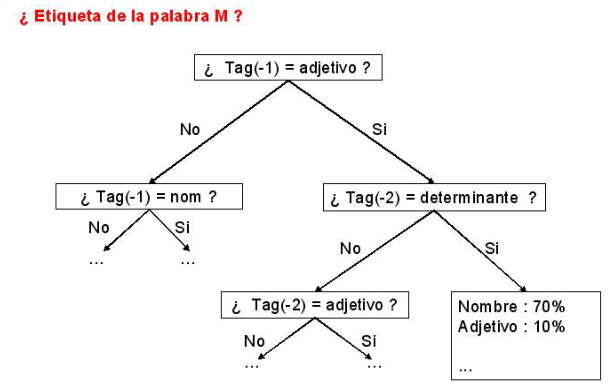 ¿ Etiqueta de la palabra M ?
¿ Tag(-1) = adjetivo ?
No
Si
¿ Tag(-1) = nom ?
¿ Tag(-2) = determinante ?
No
Si
No
Si
...
...
¿ Tag(-2) = adjetivo ?
Nombre : 70%
Adjetivo : 10%
...
No
Si
...
...